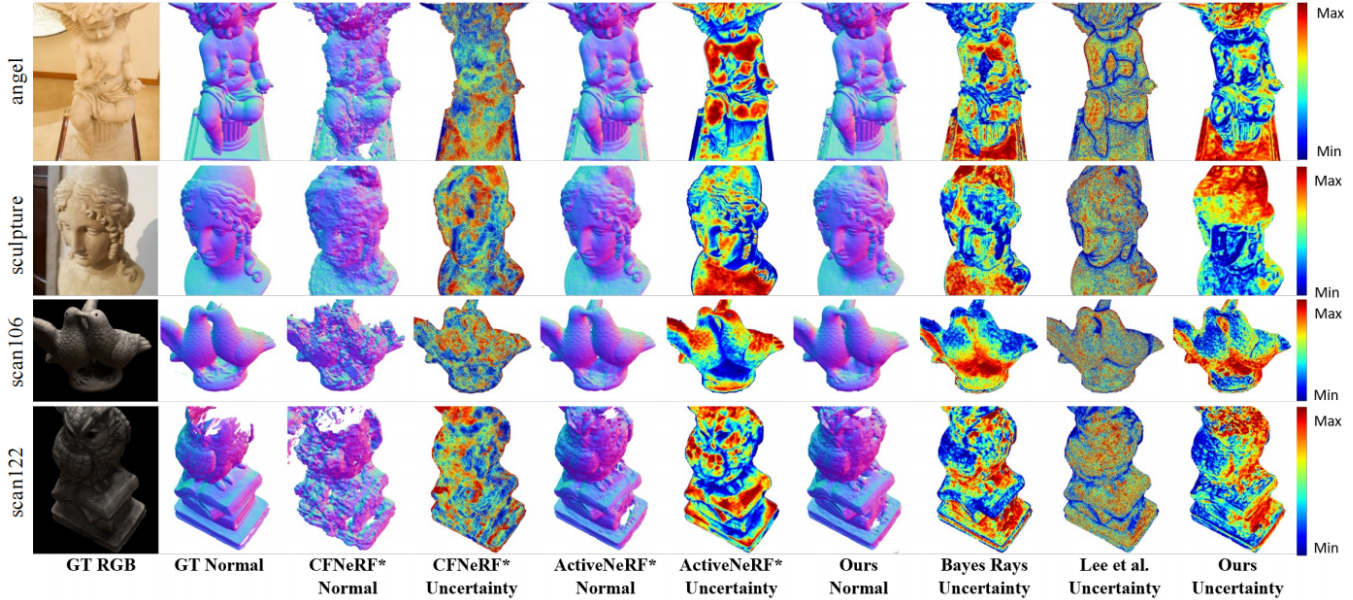 angel
Max
Min
sculpture
Max
Min
scan106
Max
Min
scan122
Max
Min
GT RGB
GT Normal
CFNeRF*
Normal
CFNeRF*
Uncertainty
ActiveNeRF*
Normal
ActiveNeRF*
Uncertainty
Ours
Normal
Bayes Rays
Uncertainty
Lee et al.
Uncertainty
Ours
Uncertainty